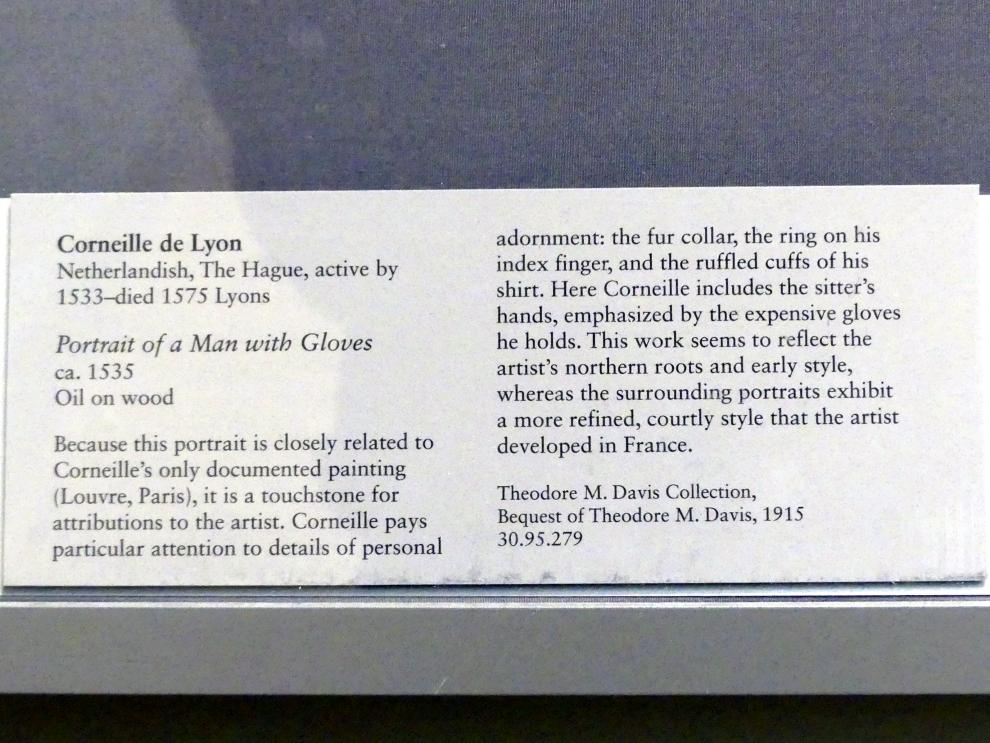 Corneille de Lyon
Netherlandish, The Hague, active by
1533–died 1575 Lyons
Portrait of a Man with Gloves
ca. 1535
Oil on wood
Because this portrait is closely related to
Corneille's only documented painting
(Louvre, Paris), it is a touchstone for
attributions to the artist. Corneille pays
particular attention to details of personal
adornment: the fur collar, the ring on his
index finger, and the ruffled cuffs of his
shirt. Here Corneille includes the sitter's
hands, emphasized by the expensive gloves
he holds. This work seems to reflect the
artist's northern roots and early style,
whereas the surrounding portraits exhibit
a more refined, courtly style that the artist
developed in France.
Theodore M. Davis Collection,
Bequest of Theodore M. Davis, 1915
30.95.279